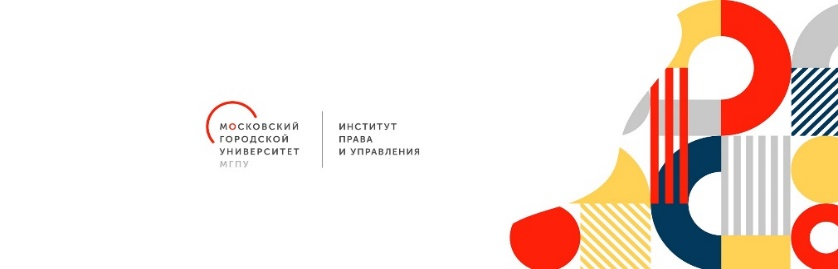 МОСКОВСКИЙ
ГОРОДСКОЙ
УНИВЕРСИТЕТ
МГПУ
ИНСТИТУТ
ПРАВА
И УПРАВЛЕНИЯ